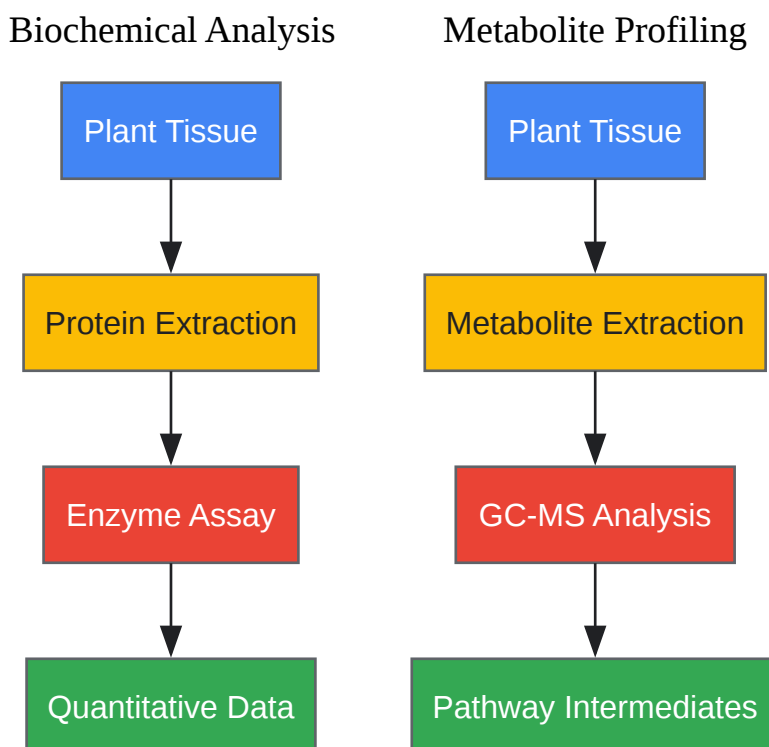 Biochemical Analysis
Plant Tissue
Protein Extraction
Enzyme Assay
Quantitative Data
Metabolite Profiling
Plant Tissue
Metabolite Extraction
GC-MS Analysis
Pathway Intermediates